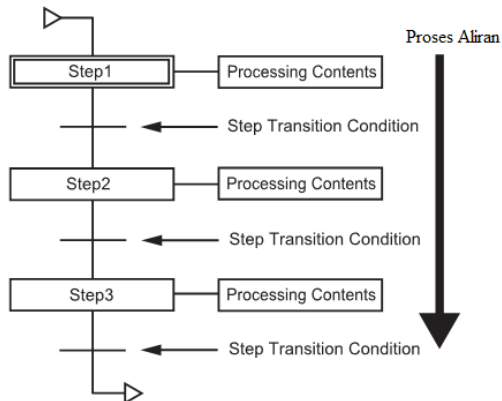 Proses Aliran
Step1
Processing Contents
Step Transition Condition
Step2
Processing Contents
Step Transition Condition
Step3
Processing Contents
Step Transition Condition